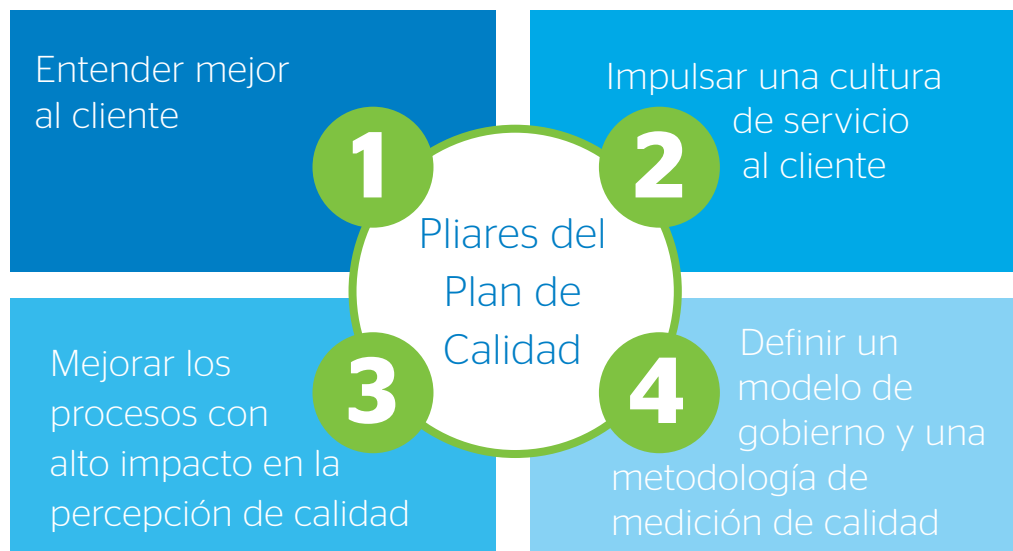 Entender mejor
al cliente
1
Impulsar una cultura
de servicio
al cliente
2
Pliares del
Plan de
Calidad
Mejorar los
procesos con
alto impacto en la
percepción de calidad
3
Definir un
modelo de
gobierno y una
metodología de
medición de calidad
4